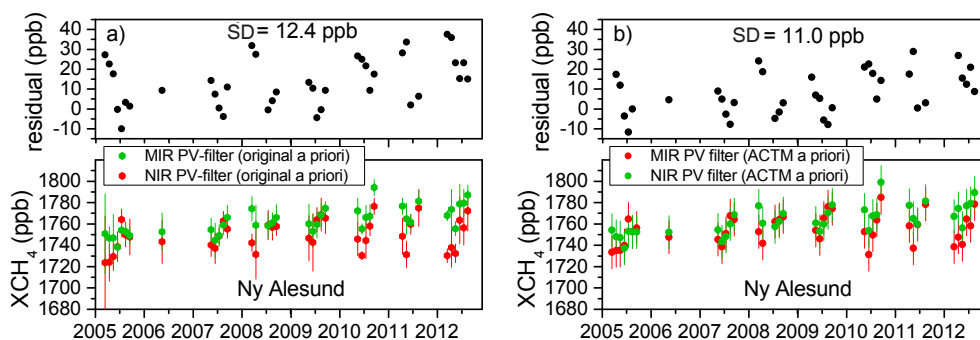 a)
SD = 12.4 ppb
residual (ppb)
40
30
20
10
0
-10
MIR PV-filter (original a priori)
NIR PV-filter (original a priori)
XCH4 (ppb)
1800
1780
1760
1740
1720
1700
1680
Ny Alesund
2005 2006 2007 2008 2009 2010 2011 2012
b)
SD = 11.0 ppb
residual (ppb)
40
30
20
10
0
-10
MIR PV filter (ACTM a priori)
NIR PV filter (ACTM a priori)
XCH4 (ppb)
1800
1780
1760
1740
1720
1700
1680
Ny Alesund
2005 2006 2007 2008 2009 2010 2011 2012